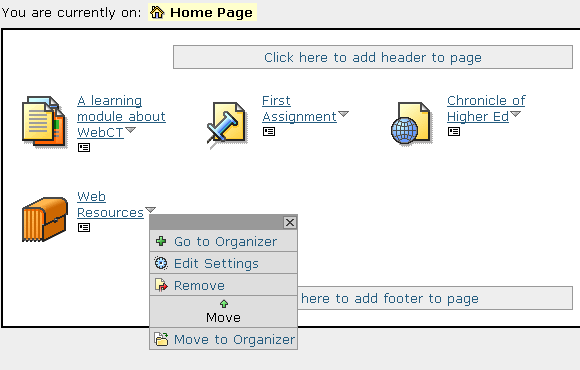 You are currently on: Home Page
Click here to add header to page
A learning
module about
WebCT
First
Assignment
Chronicle of
Higher Ed
Web
Resources
Go to Organizer
Edit Settings
Remove
here to add footer to page
Move
Move to Organizer